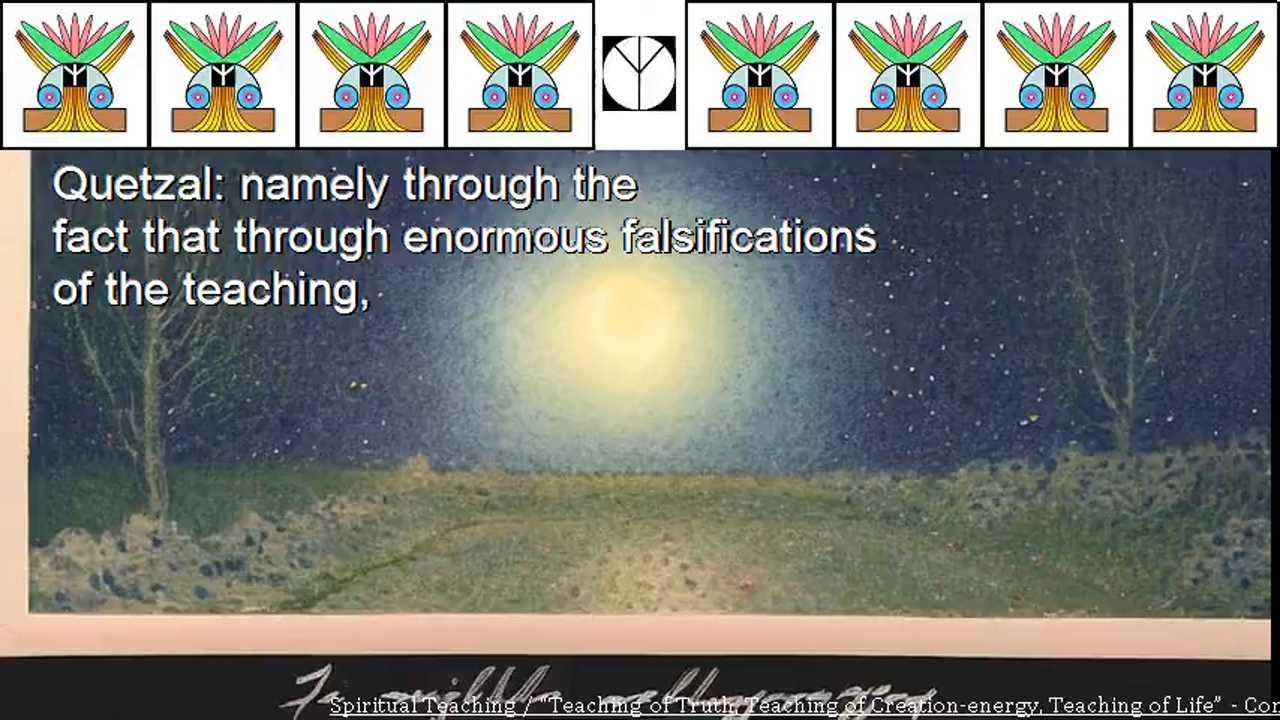 Quetzal: namely through the
fact that through enormous falsifications
of the teaching,
Spiritual Teaching / “Teaching of Truth, Teaching of Creation-energy, Teaching of Life” - Con